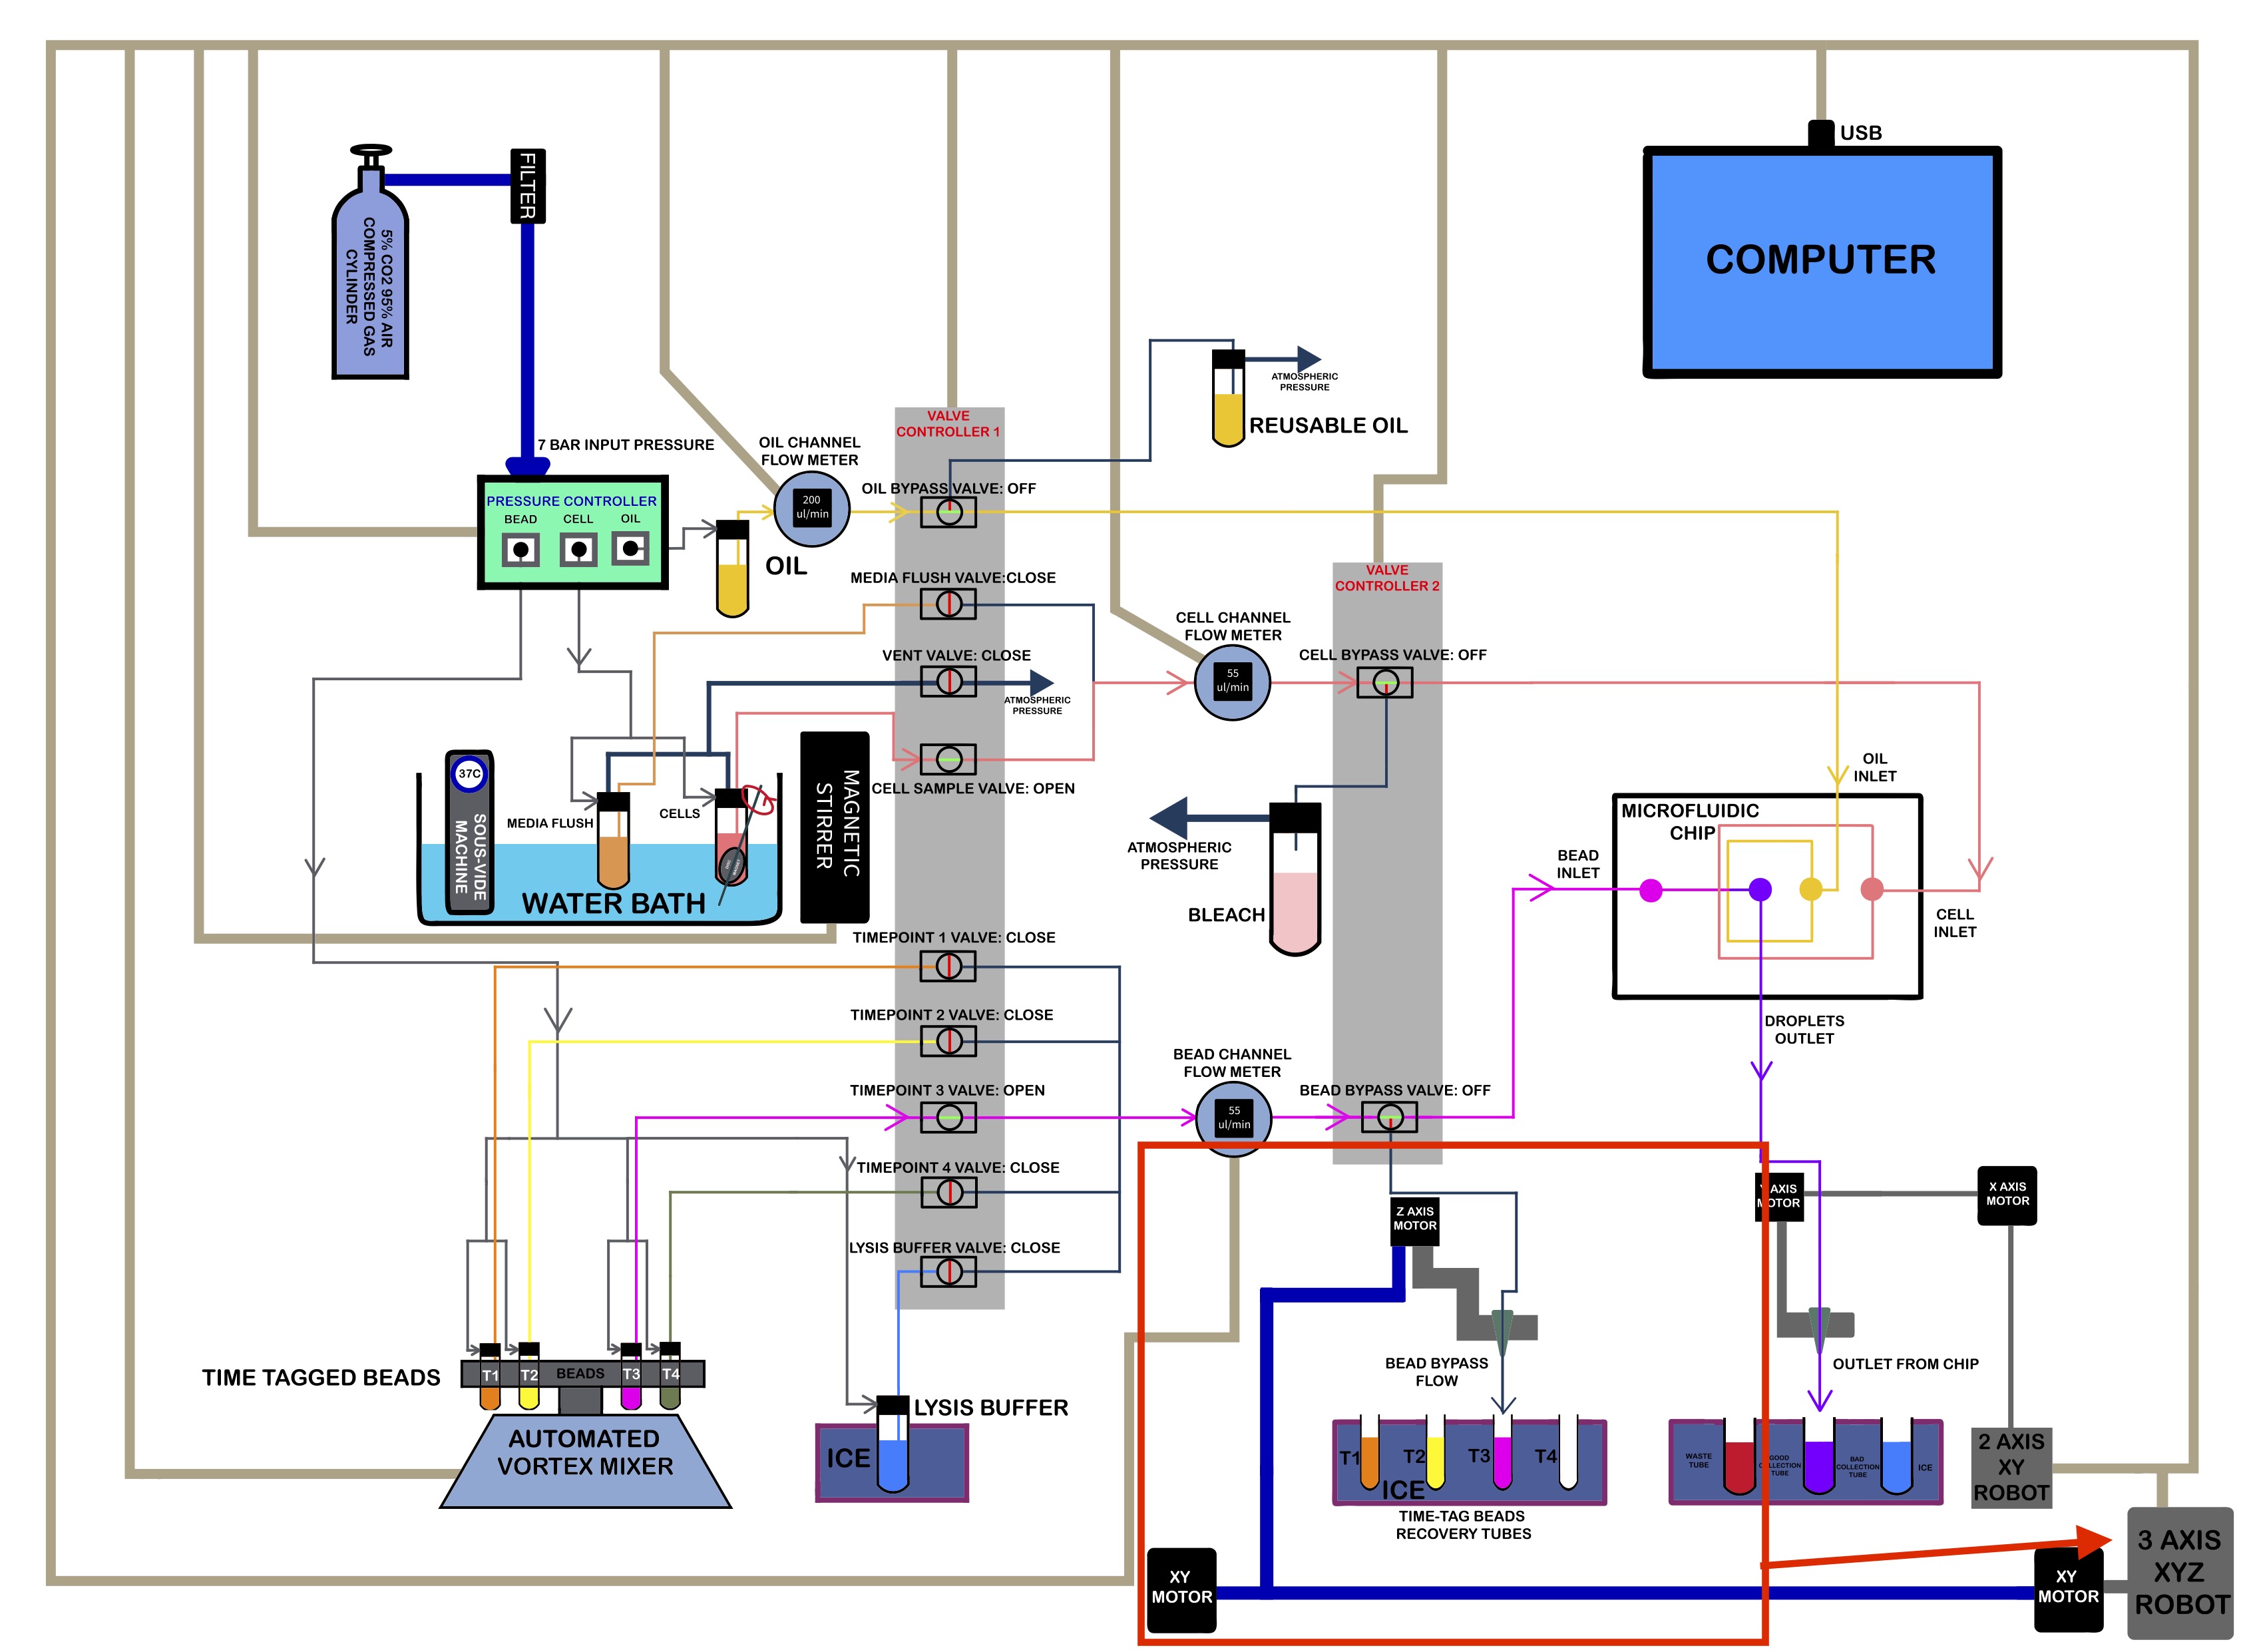 USB
COMPUTER
FILTER
5% CO2 95% AIR
COMPRESSED GAS
CYLINDER
7 BAR INPUT PRESSURE
PRESSURE CONTROLLER
BEAD
CELL
OIL
OIL CHANNEL
FLOW METER
200
ul/min
OIL
VALVE
CONTROLLER 1
OIL BYPASS VALVE: OFF
ATMOSPHERIC
PRESSURE
REUSABLE OIL
MEDIA FLUSH VALVE:CLOSE
VENT VALVE: CLOSE
ATMOSPHERIC
PRESSURE
CELL SAMPLE VALVE: OPEN
CELL CHANNEL
FLOW METER
55
ul/min
VALVE
CONTROLLER 2
CELL BYPASS VALVE: OFF
37C
SOUS-VIDE
MACHINE
MEDIA FLUSH
CELLS
WATER BATH
MAGNETIC
STIRRER
ATMOSPHERIC
PRESSURE
BLEACH
OIL
INLET
MICROFLUIDIC
CHIP
BEAD
INLET
CELL
INLET
DROPLETS
OUTLET
TIMEPOINT 1 VALVE: CLOSE
TIMEPOINT 2 VALVE: CLOSE
TIMEPOINT 3 VALVE: OPEN
TIMEPOINT 4 VALVE: CLOSE
LYSIS BUFFER VALVE: CLOSE
BEAD CHANNEL
FLOW METER
55
ul/min
BEAD BYPASS VALVE: OFF
Z AXIS
MOTOR
Y AXIS
MOTOR
X AXIS
MOTOR
BEAD BYPASS
FLOW
OUTLET FROM CHIP
TIME TAGGED BEADS
T1
T2
BEADS
T3
T4
AUTOMATED
VORTEX MIXER
LYSIS BUFFER
ICE
T1
T2
T3
T4
ICE
TIME-TAG BEADS
RECOVERY TUBES
WASTE
TUBE
GOOD
COLLECTION
TUBE
BAD
COLLECTION
TUBE
ICE
2 AXIS
XY
ROBOT
XY
MOTOR
XY
MOTOR
3 AXIS
XYZ
ROBOT